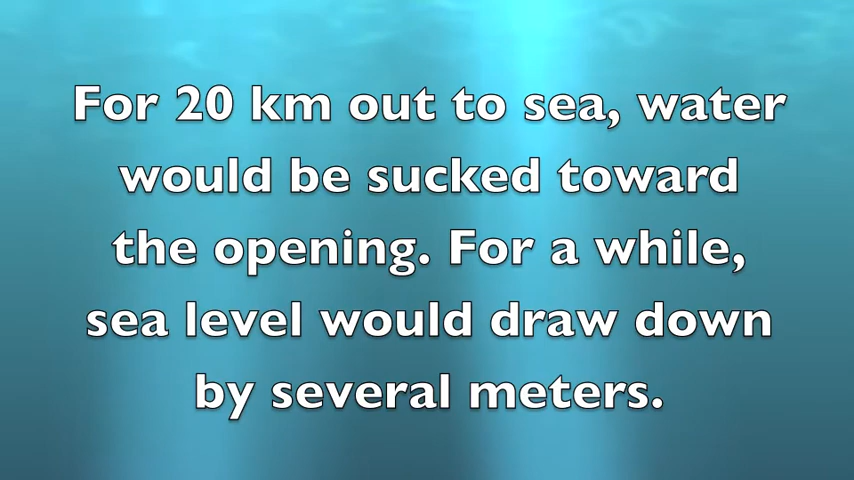 For 20 km out to sea, water
would be sucked toward
the opening. For a while,
sea level would draw down
by several meters.